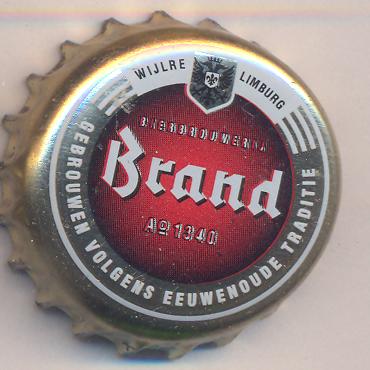 WIJLRE LIMBURG
BIERBROUWERIJ
Brand
Aº 1340
GEBROUWEN VOLGENS EEUWENOUDE TRADITIE